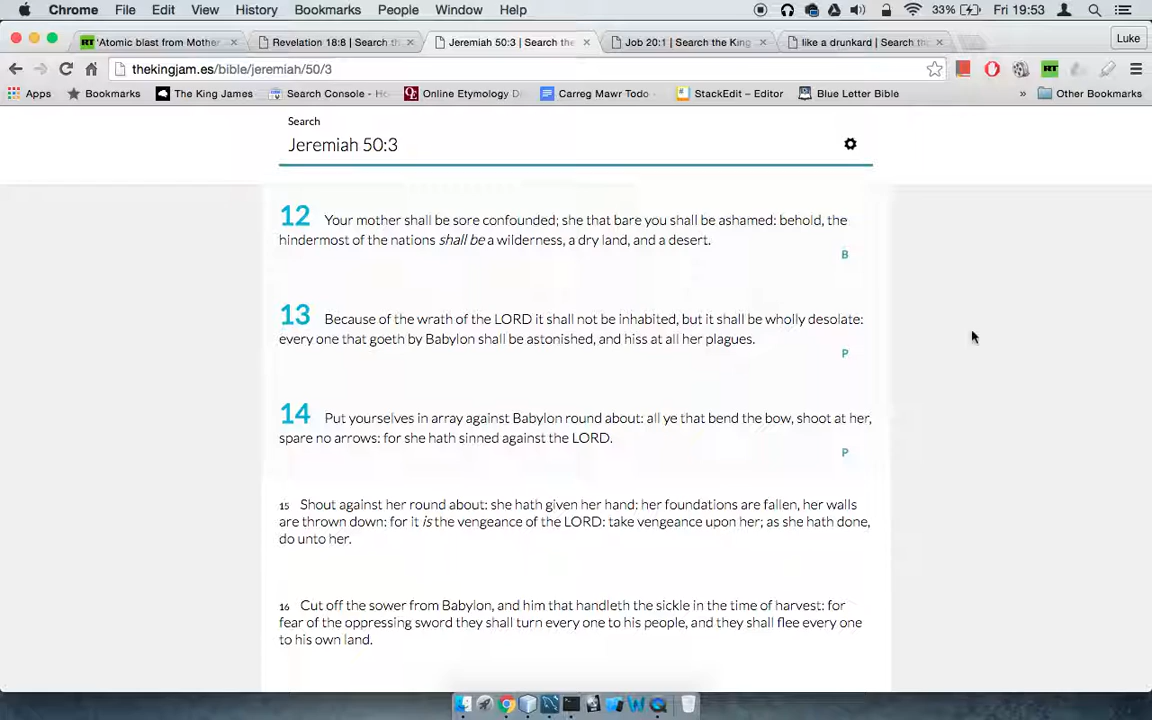 Chrome File Edit View History Bookmarks People Window Help 33% Fri 19:53
'Atomic blast from Mother Revelation 18:8 | Search th Jeremiah 50:3 | Search the Job 20:1 | Search the King like a drunkard | Search the Luke
thekingjam.es/bible/jeremiah/50/3
Apps Bookmarks The King James Search Console - Ho Online Etymology D Carreg Mawr Todo StackEdit – Editor Blue Letter Bible » Other Bookmarks
Search
Jeremiah 50:3
12 Your mother shall be sore confounded; she that bare you shall be ashamed: behold, the
hindermost of the nations shall be a wilderness, a dry land, and a desert.
B
13 Because of the wrath of the LORD it shall not be inhabited, but it shall be wholly desolate:
every one that goeth by Babylon shall be astonished, and hiss at all her plagues.
P
14 Put yourselves in array against Babylon round about: all ye that bend the bow, shoot at her,
spare no arrows: for she hath sinned against the LORD.
P
15 Shout against her round about: she hath given her hand: her foundations are fallen, her walls
are thrown down: for it is the vengeance of the LORD: take vengeance upon her; as she hath done,
do unto her.
16 Cut off the sower from Babylon, and him that handleth the sickle in the time of harvest: for
fear of the oppressing sword they shall turn every one to his people, and they shall flee every one
to his own land.